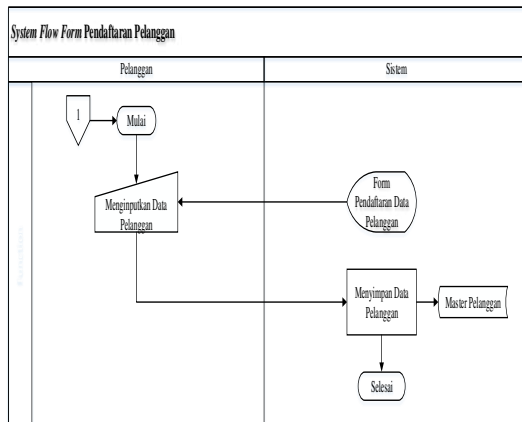 System Flow Form Pendaftaran Pelanggan
Pelanggan
Sistem
1
Mulai
Menginputkan Data
Pelanggan
Form
Pendaftaran Data
Pelanggan
Menyimpan Data
Pelanggan
Master Pelanggan
Selesai